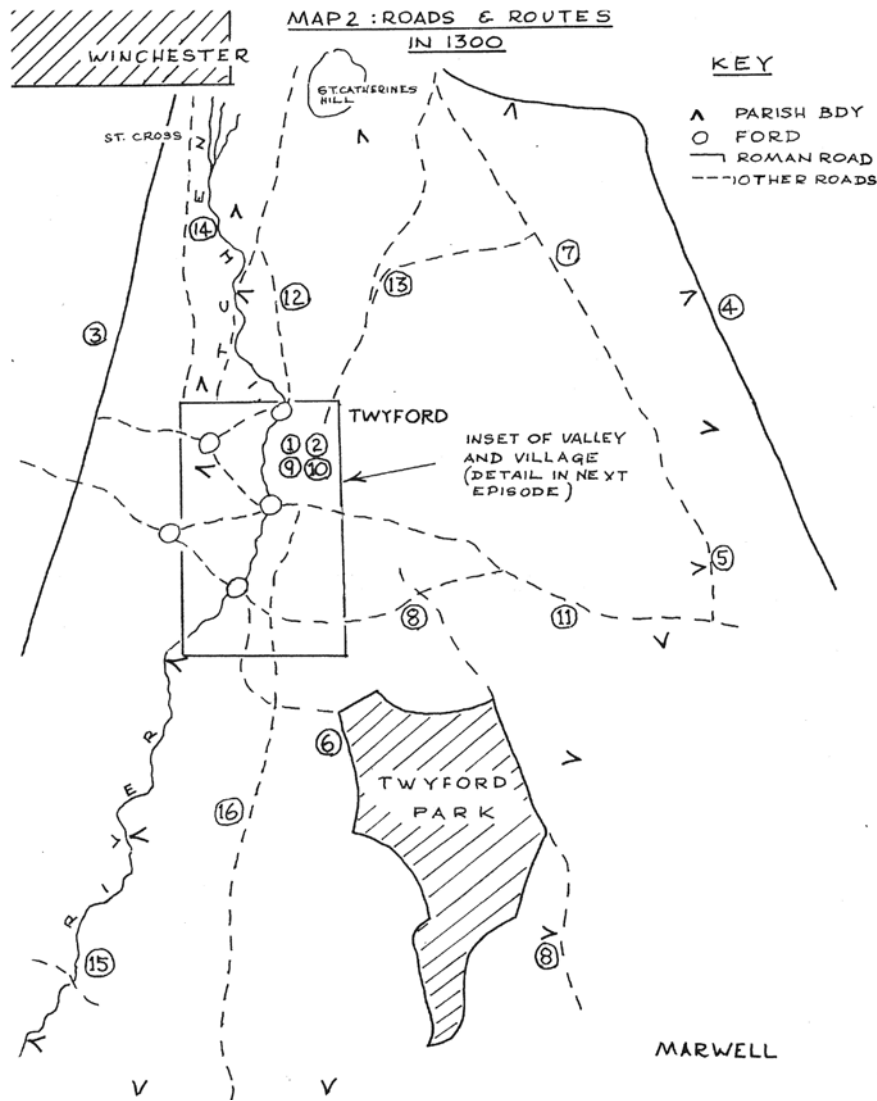 MAP 2 : ROADS & ROUTES
IN 1300
WINCHESTER
ST. CATHERINES
HILL
KEY
PARISH BDY
FORD
ROMAN ROAD
OTHER ROADS
ST. CROSS
14
12
13
7
3
4
TWYFORD
1 2
9 10
INSET OF VALLEY
AND VILLAGE
(DETAIL IN NEXT
EPISODE)
5
8
11
6
TWYFORD
PARK
16
15
8
MARWELL
RIVER ITCHEN